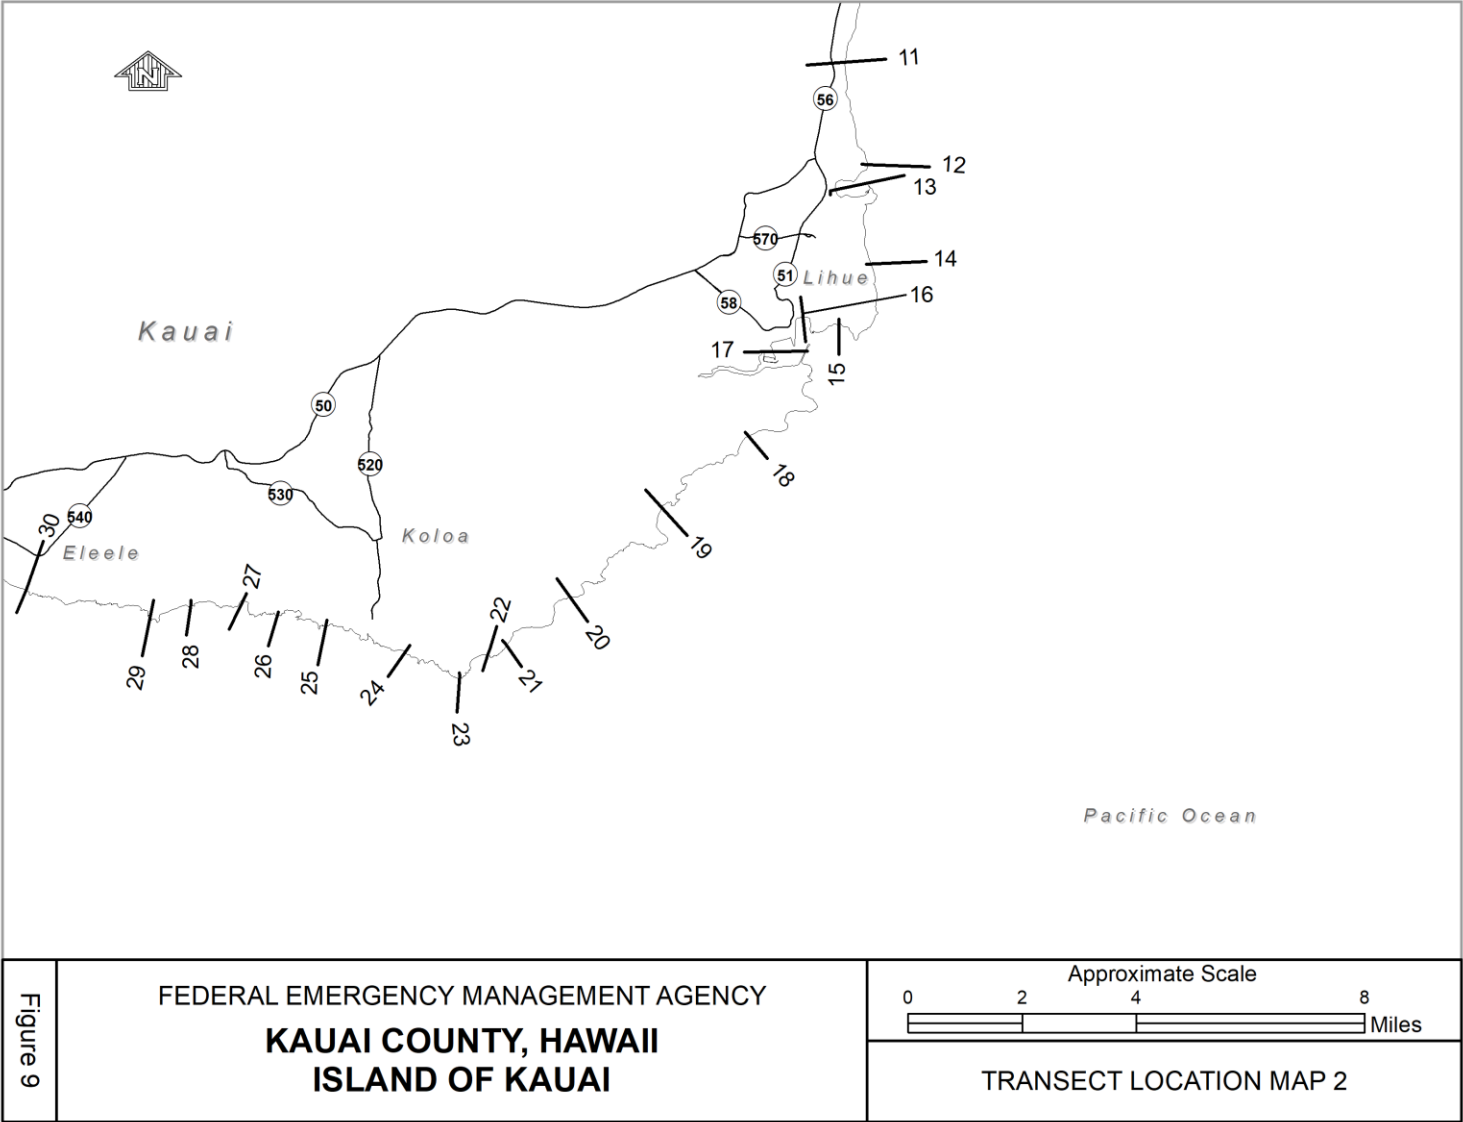 N
11
56
12
13
570
14
51
Lihue
16
58
Kauai
17
15
50
18
520
530
540
30
Koloa
19
Eleele
27
22
20
28
26
29
25
21
24
23
Pacific Ocean
Figure 9
FEDERAL EMERGENCY MANAGEMENT AGENCY
KAUAI COUNTY, HAWAII
ISLAND OF KAUAI
Approximate Scale
0 2 4 8
Miles
TRANSECT LOCATION MAP 2